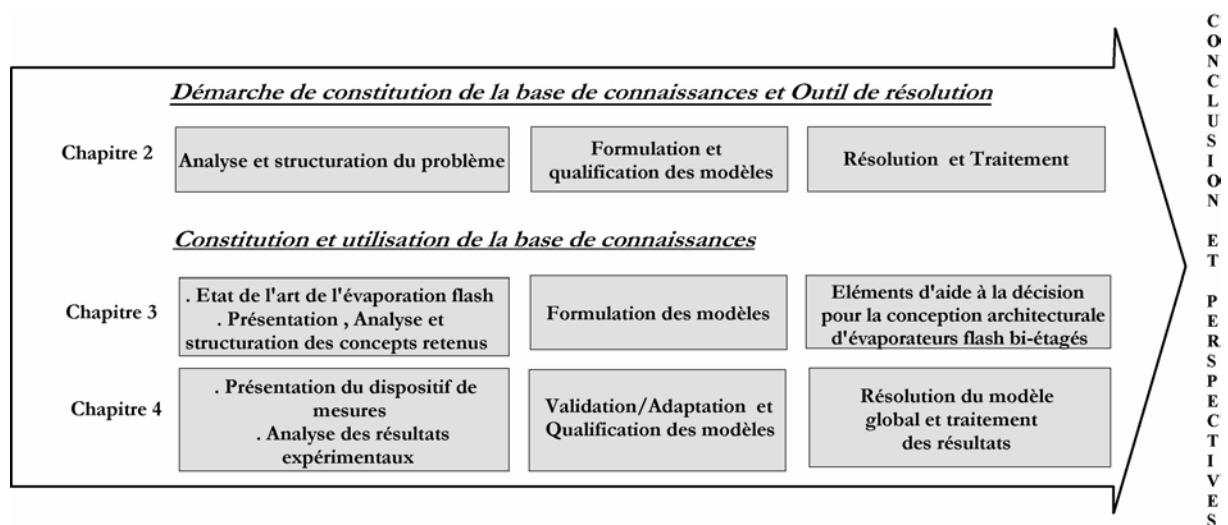 Démarche de constitution de la base de connaissances et Outil de résolution
Chapitre 2
Analyse et structuration du problème
Formulation et
qualification des modèles
Résolution et Traitement
Constitution et utilisation de la base de connaissances
Chapitre 3
. Etat de l'art de l'évaporation flash
. Présentation , Analyse et
structuration des concepts retenus
Formulation des modèles
Eléments d'aide à la décision
pour la conception architecturale
d'évaporateurs flash bi-étagés
Chapitre 4
. Présentation du dispositif de
mesures
. Analyse des résultats
expérimentaux
Validation/Adaptation et
Qualification des modèles
Résolution du modèle
global et traitement
des résultats
CONCLUSION ET PERSPECTIVES